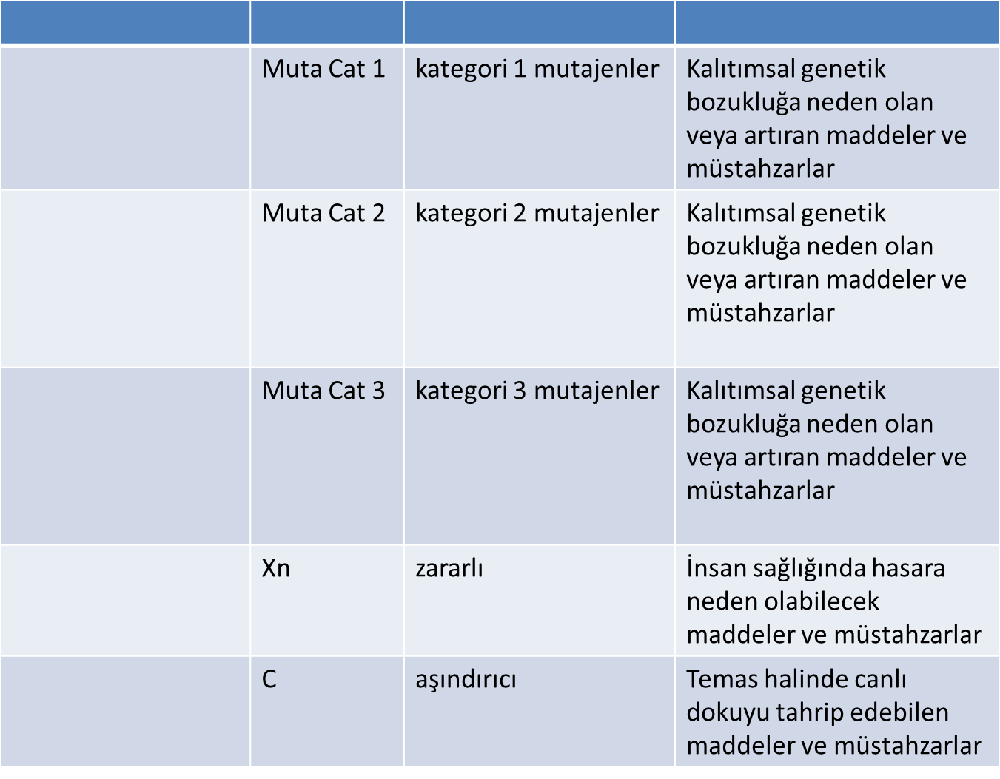 Muta Cat 1
kategori 1 mutajenler
Kalıtımsal genetik
bozukluğa neden olan
veya artıran maddeler ve
müstahzarlar
Muta Cat 2
kategori 2 mutajenler
Kalıtımsal genetik
bozukluğa neden olan
veya artıran maddeler ve
müstahzarlar
Muta Cat 3
kategori 3 mutajenler
Kalıtımsal genetik
bozukluğa neden olan
veya artıran maddeler ve
müstahzarlar
Xn
zararlı
İnsan sağlığında hasara
neden olabilecek
maddeler ve müstahzarlar
C
aşındırıcı
Temas halinde canlı
dokuyu tahrip edebilen
maddeler ve müstahzarlar